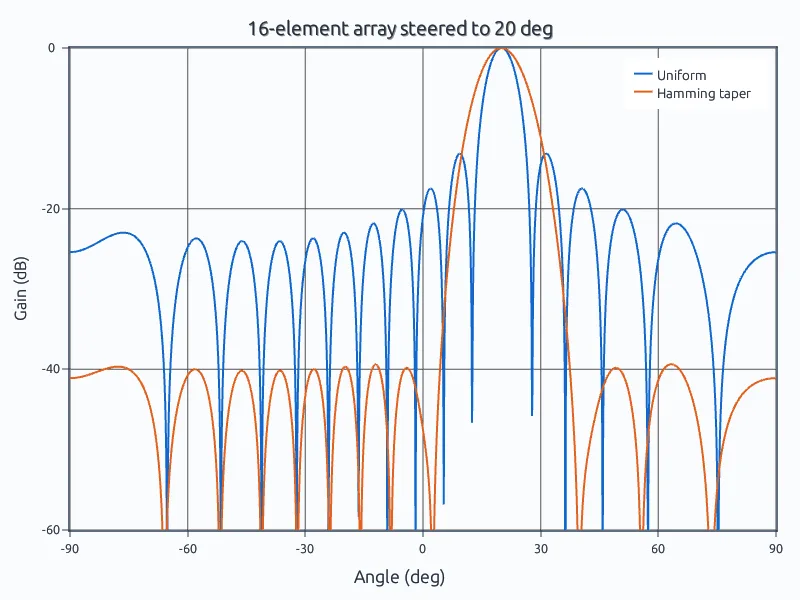 16-element array steered to 20 deg
Uniform
Hamming taper
0
-20
-40
-60
Gain (dB)
-90 -60 -30 0 30 60 90
Angle (deg)